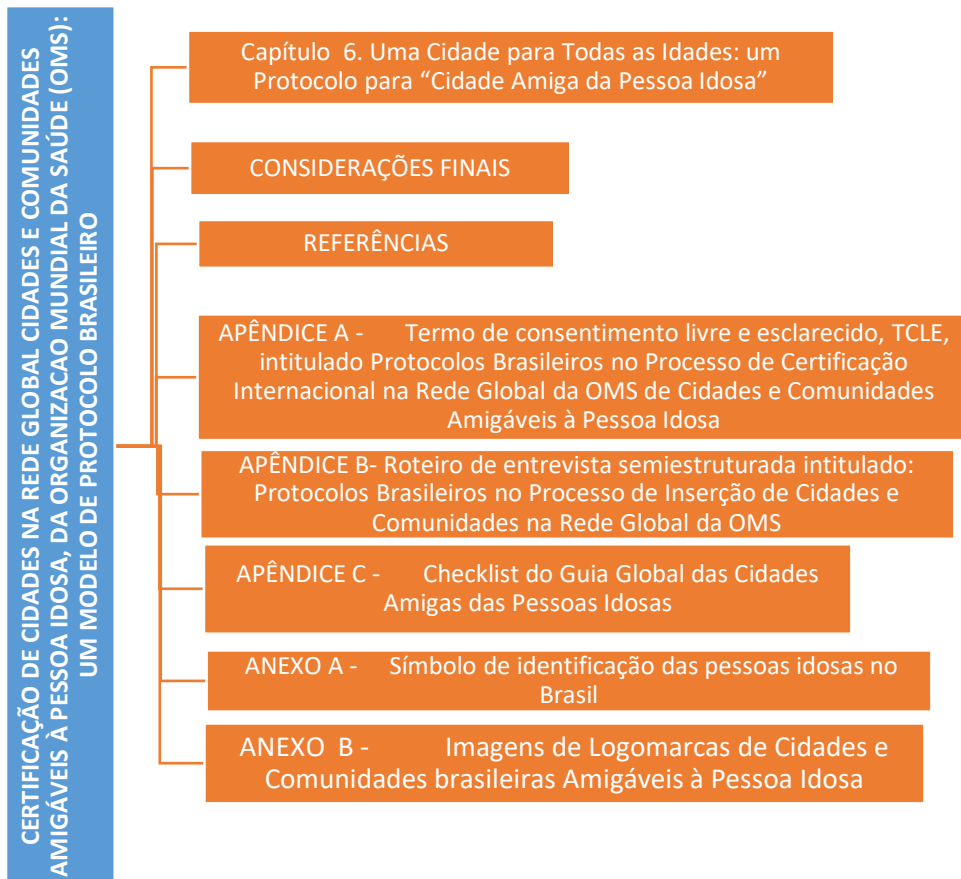 CERTIFICAÇÃO DE CIDADES NA REDE GLOBAL CIDADES E COMUNIDADES
AMIGÁVEIS À PESSOA IDOSA, DA ORGANIZACAO MUNDIAL DA SAÚDE (OMS):
UM MODELO DE PROTOCOLO BRASILEIRO
Capítulo 6. Uma Cidade para Todas as Idades: um
Protocolo para “Cidade Amiga da Pessoa Idosa”
CONSIDERAÇÕES FINAIS
REFERÊNCIAS
APÊNDICE A - Termo de consentimento livre e esclarecido, TCLE,
intitulado Protocolos Brasileiros no Processo de Certificação
Internacional na Rede Global da OMS de Cidades e Comunidades
Amigáveis à Pessoa Idosa
APÊNDICE B- Roteiro de entrevista semiestruturada intitulado:
Protocolos Brasileiros no Processo de Inserção de Cidades e
Comunidades na Rede Global da OMS
APÊNDICE C - Checklist do Guia Global das Cidades
Amigas das Pessoas Idosas
ANEXO A - Símbolo de identificação das pessoas idosas no
Brasil
ANEXO B - Imagens de Logomarcas de Cidades e
Comunidades brasileiras Amigáveis à Pessoa Idosa